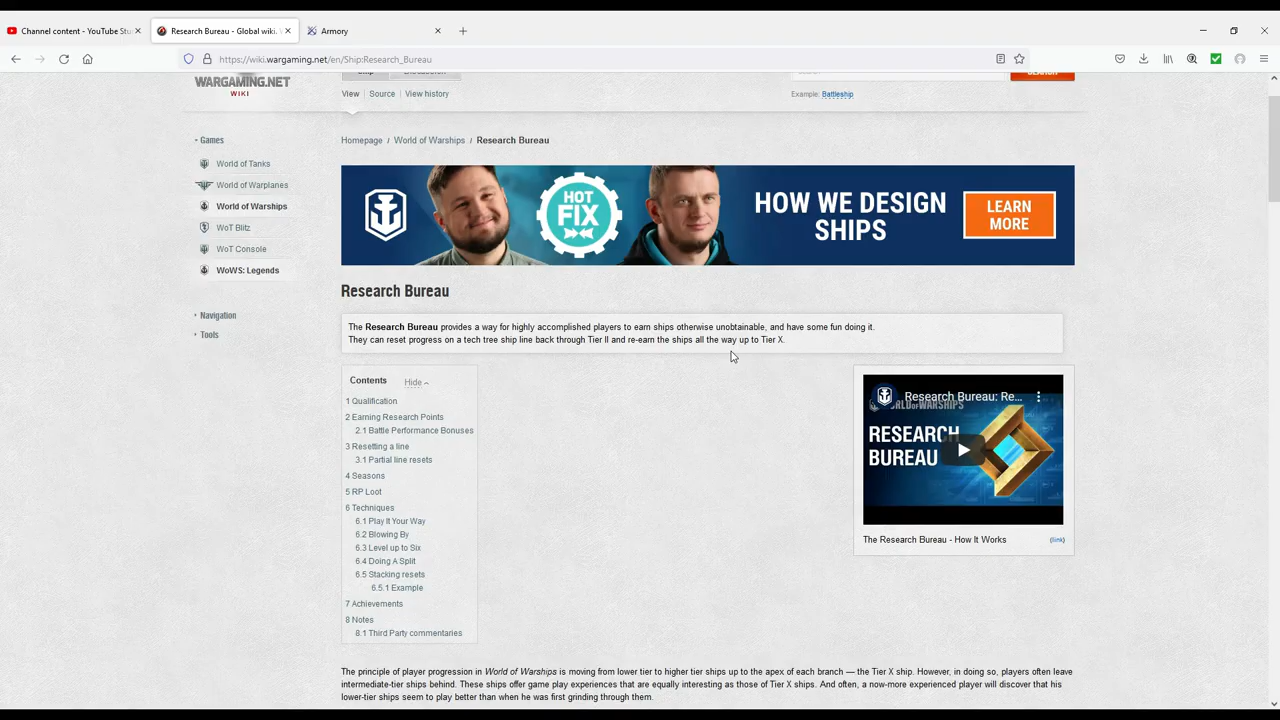 Channel content - YouTube Stu
Research Bureau - Global wiki.
Armory
https://wiki.wargaming.net/en/Ship:Research_Bureau
WARGAMING.NET
WIKI
View
Source
View history
Example: Battleship
Games
World of Tanks
World of Warplanes
World of Warships
WoT Blitz
WoT Console
WoWS: Legends
Navigation
Tools
Homepage / World of Warships / Research Bureau
HOT
FIX
HOW WE DESIGN
SHIPS
LEARN
MORE
Research Bureau
The Research Bureau provides a way for highly accomplished players to earn ships otherwise unobtainable, and have some fun doing it.
They can reset progress on a tech tree ship line back through Tier II and re-earn the ships all the way up to Tier X.
Contents
Hide
1 Qualification
2 Earning Research Points
2.1 Battle Performance Bonuses
3 Resetting a line
3.1 Partial line resets
4 Seasons
5 RP Loot
6 Techniques
6.1 Play It Your Way
6.2 Blowing By
6.3 Level up to Six
6.4 Doing A Split
6.5 Stacking resets
6.5.1 Example
7 Achievements
8 Notes
8.1 Third Party commentaries
Research Bureau: Re...
RESEARCH
BUREAU
The Research Bureau - How It Works
(link)
The principle of player progression in World of Warships is moving from lower tier to higher tier ships up to the apex of each branch — the Tier X ship. However, in doing so, players often leave
intermediate-tier ships behind. These ships offer game play experiences that are equally interesting as those of Tier X ships. And often, a now-more experienced player will discover that his
lower-tier ships seem to play better than when he was first grinding through them.